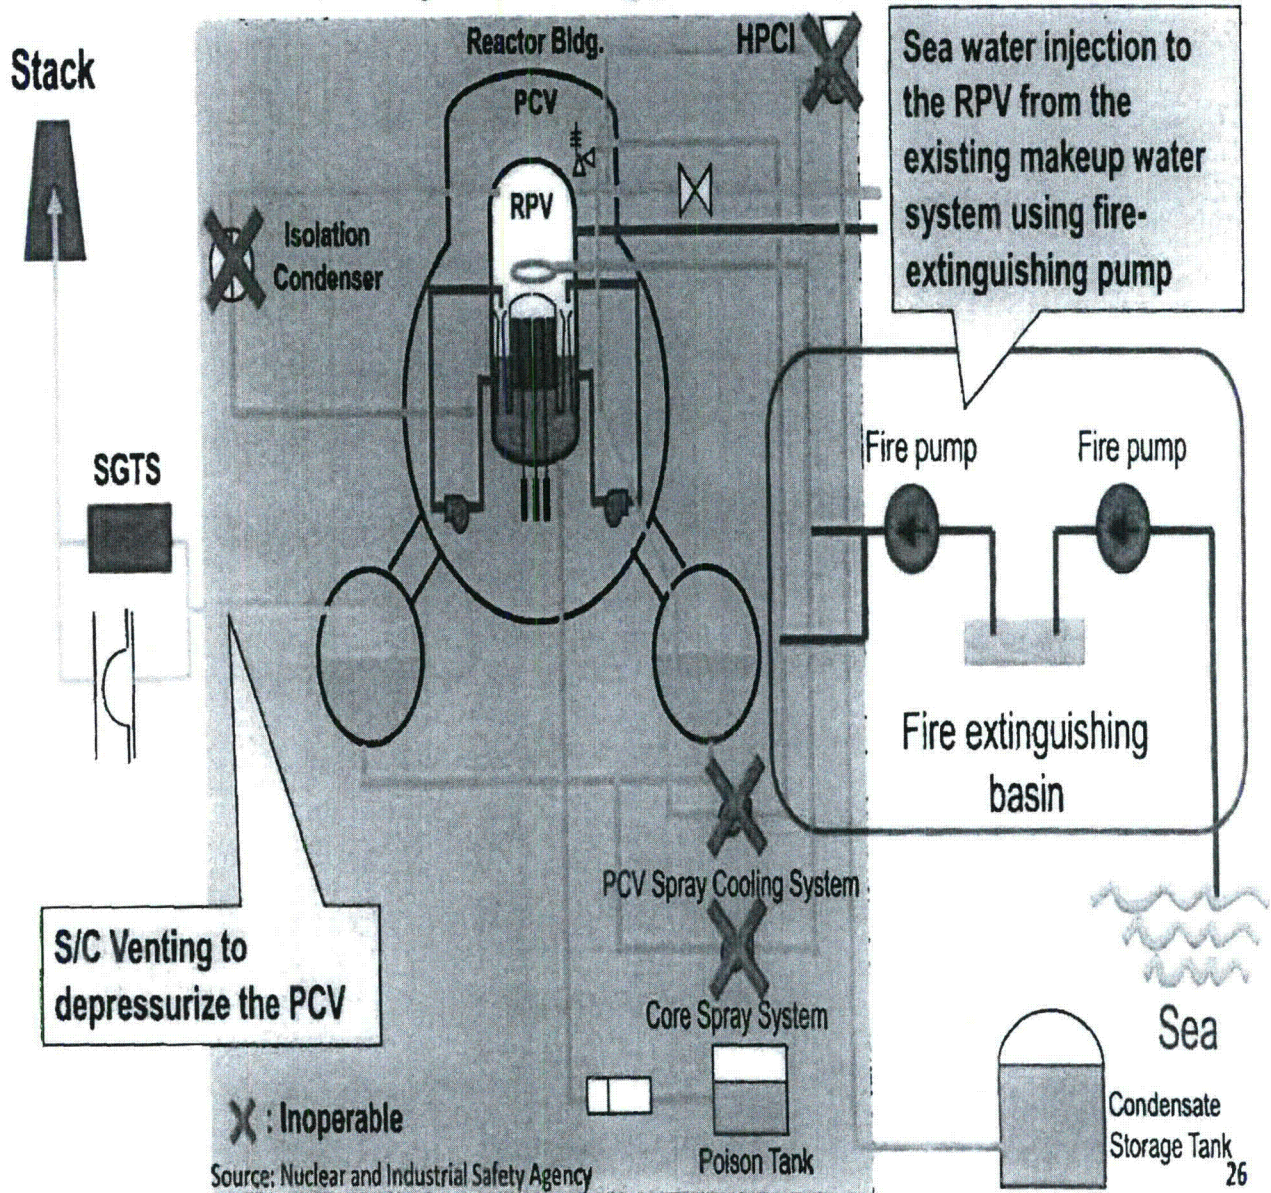 Reactor Bldg.
HPCI
Stack
PCV
RPV
Isolation
Condenser
Sea water injection to
the RPV from the
existing makeup water
system using fire-
extinguishing pump
Fire pump
Fire pump
SGTS
Fire extinguishing
basin
PCV Spray Cooling System
S/C Venting to
depressurize the PCV
Core Spray System
Sea
Condensate
Storage Tank
X : Inoperable
Poison Tank
Source: Nuclear and Industrial Safety Agency
26